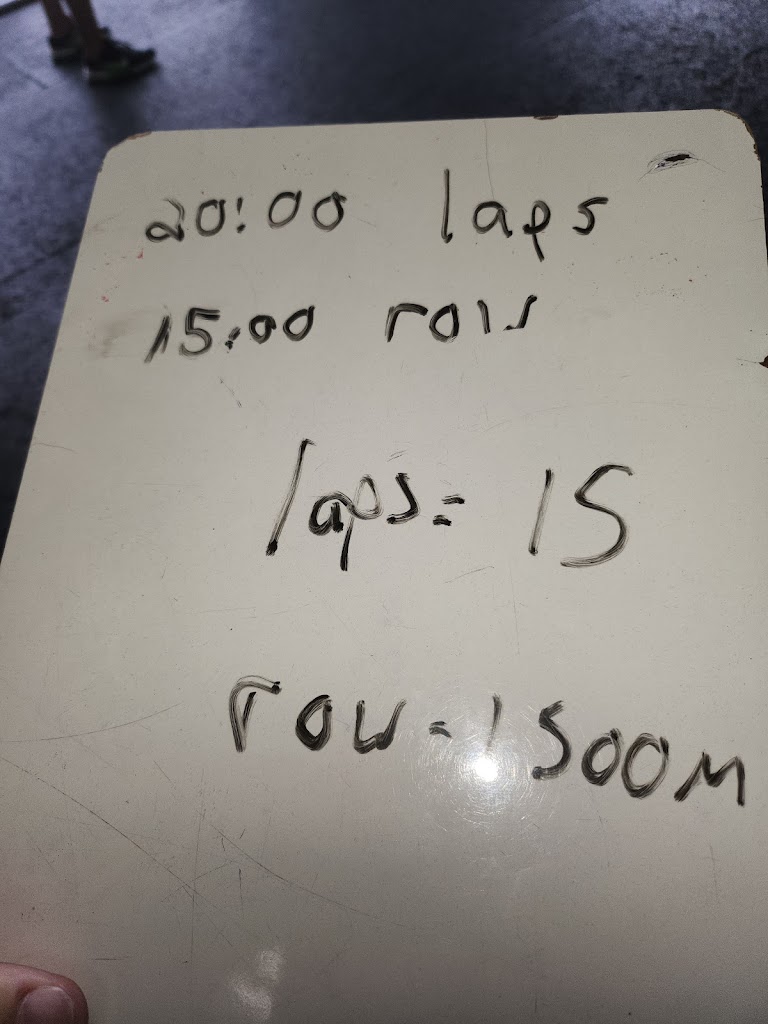 20:00 laps
15:00 row
laps = 15
row - 1500M